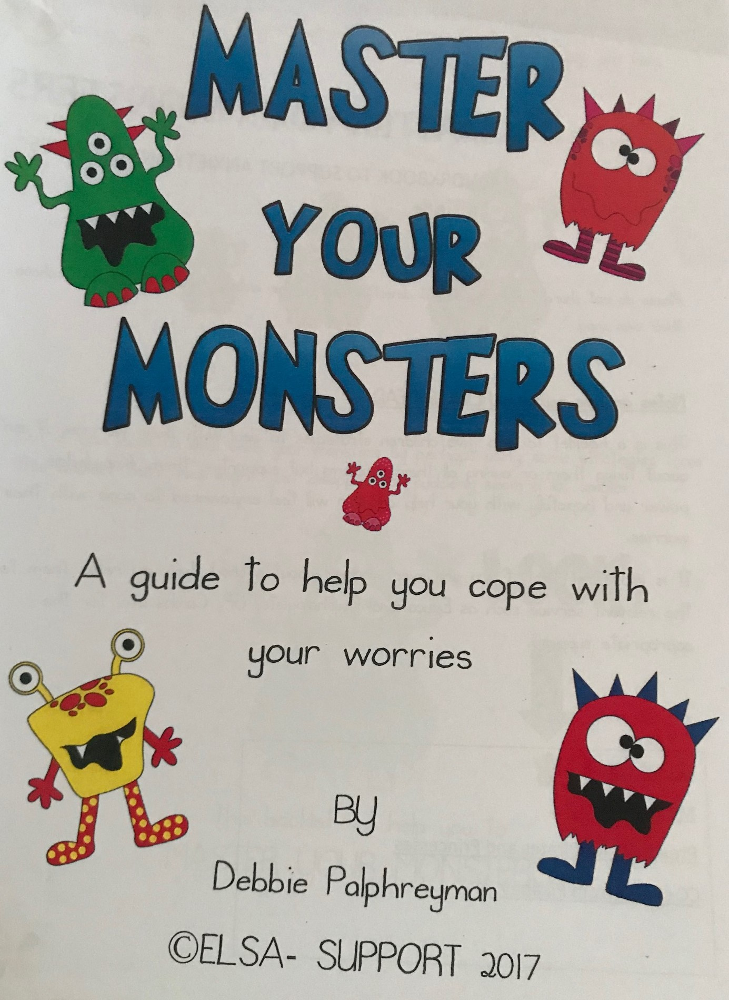 MASTER
YOUR
MONSTERS
A guide to help you cope with
your worries
By
Debbie Palphreyman
©ELSA- SUPPORT 2017